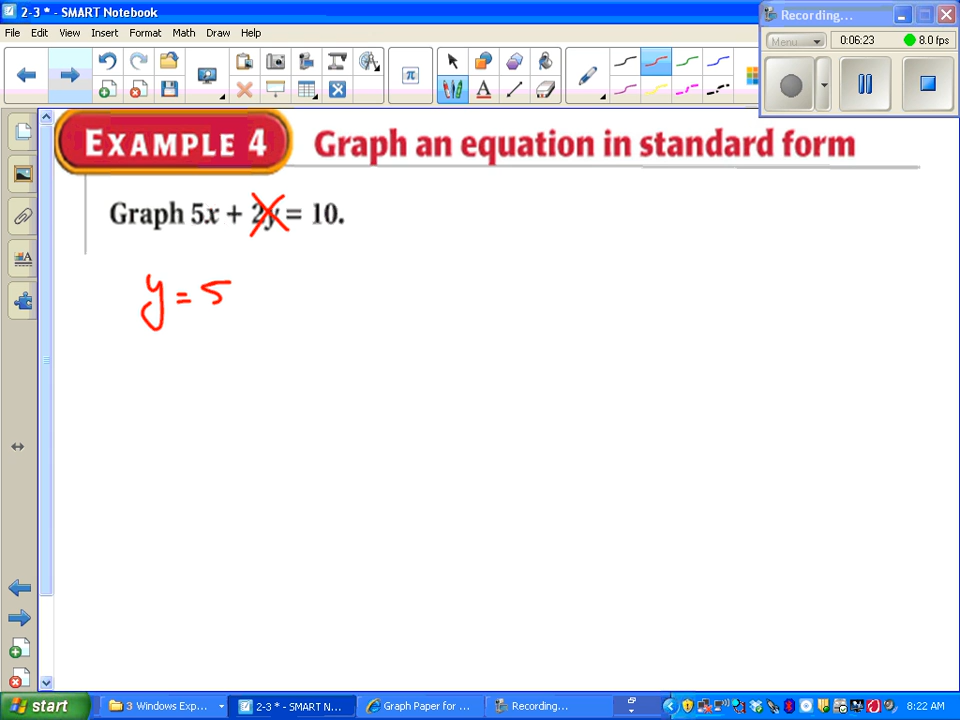 2-3 * - SMART Notebook
File Edit View Insert Format Math Draw Help
Recording...
Menu 0:06:23 8.0 fps
π
A
EXAMPLE 4 Graph an equation in standard form
Graph 5x + 2y = 10.
y = 5
start 3 Windows Exp... 2-3 * - SMART N... Graph Paper for ... Recording... 8:22 AM